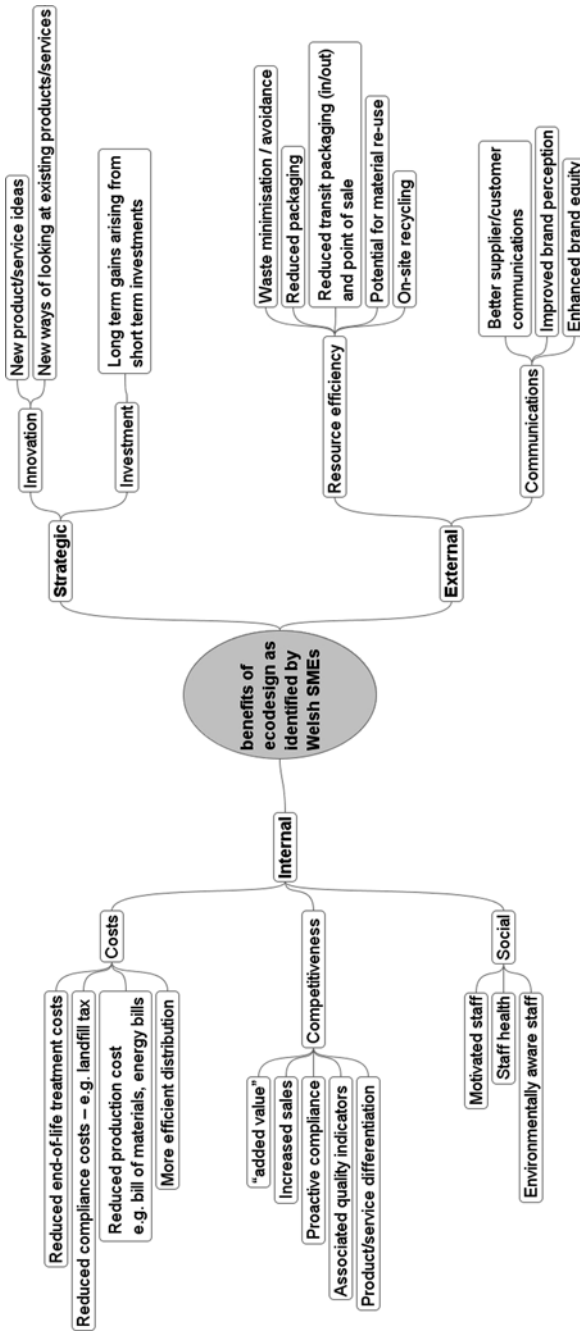 benefits of
ecodesign as
identified by
Welsh SMEs
Internal
Costs
Reduced end-of-life treatment costs
Reduced compliance costs – e.g. landfill tax
Reduced production cost
e.g. bill of materials, energy bills
More efficient distribution
Competitiveness
“added value”
Increased sales
Proactive compliance
Associated quality indicators
Product/service differentiation
Social
Motivated staff
Staff health
Environmentally aware staff
Strategic
Innovation
New product/service ideas
New ways of looking at existing products/services
Investment
Long term gains arising from
short term investments
External
Resource efficiency
Waste minimisation / avoidance
Reduced packaging
Reduced transit packaging (in/out)
and point of sale
Potential for material re-use
On-site recycling
Communications
Better supplier/customer
communications
Improved brand perception
Enhanced brand equity